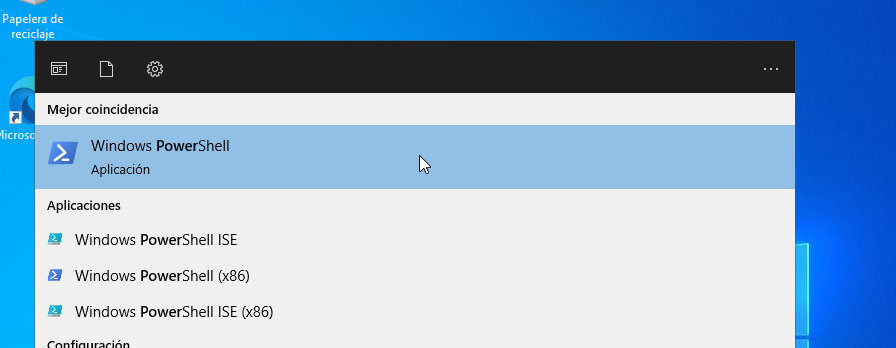 Papelera de
reciclaje
Microsof
Mejor coincidencia
Windows PowerShell
Aplicación
Aplicaciones
Windows PowerShell ISE
Windows PowerShell (x86)
Windows PowerShell ISE (x86)
Configuración